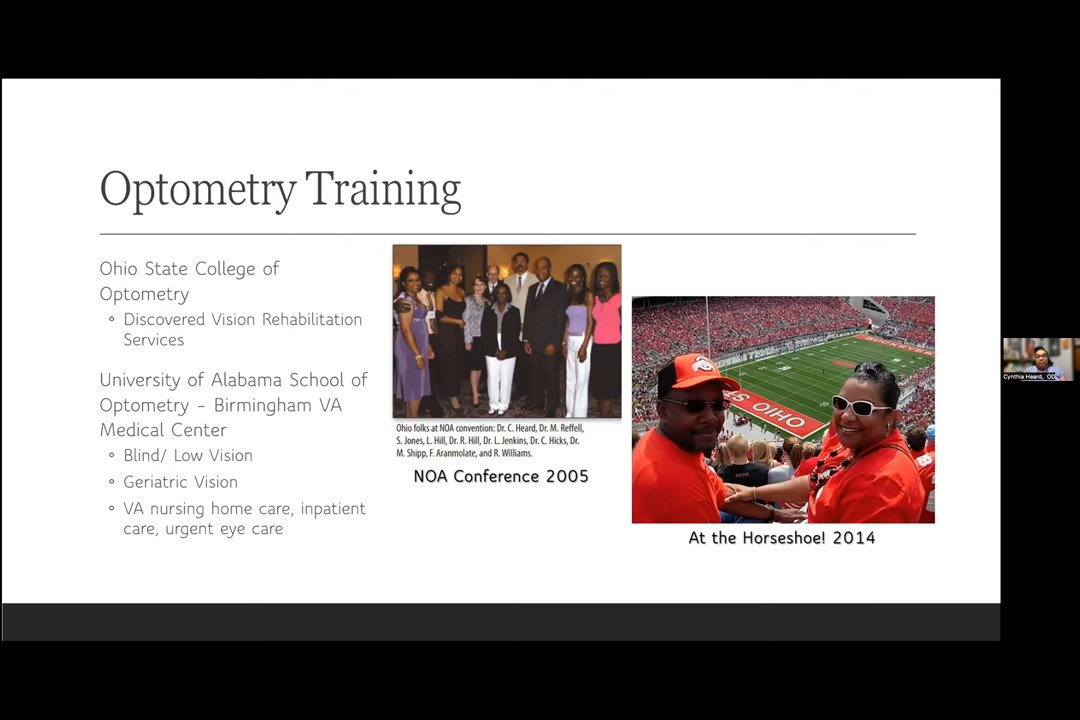 Optometry Training
Ohio State College of
Optometry
◦ Discovered Vision Rehabilitation
Services
University of Alabama School of
Optometry – Birmingham VA
Medical Center
◦ Blind/ Low Vision
◦ Geriatric Vision
◦ VA nursing home care, inpatient
care, urgent eye care
Ohio folks at NOA convention: Dr. C. Heard, Dr. M. Reffell,
S. Jones, L. Hill, Dr. R. Hill, Dr. L. Jenkins, Dr. C. Hicks, Dr.
M. Shipp, F. Aranmolate, and R. Williams.
NOA Conference 2005
BUCKEYES
OHIO ST
At the Horseshoe! 2014
Cynthia Heard, OD